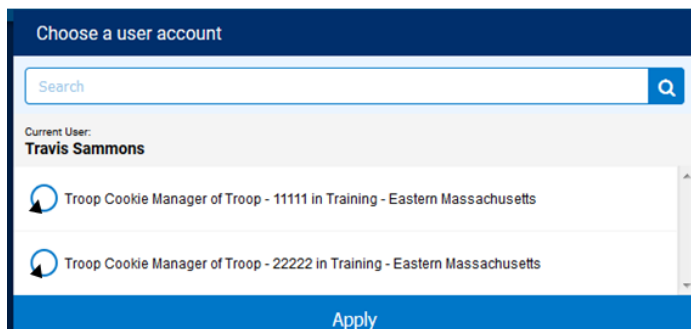 Choose a user account
Search
Current User:
Travis Sammons
Troop Cookie Manager of Troop - 11111 in Training - Eastern Massachusetts
Troop Cookie Manager of Troop - 22222 in Training - Eastern Massachusetts
Apply